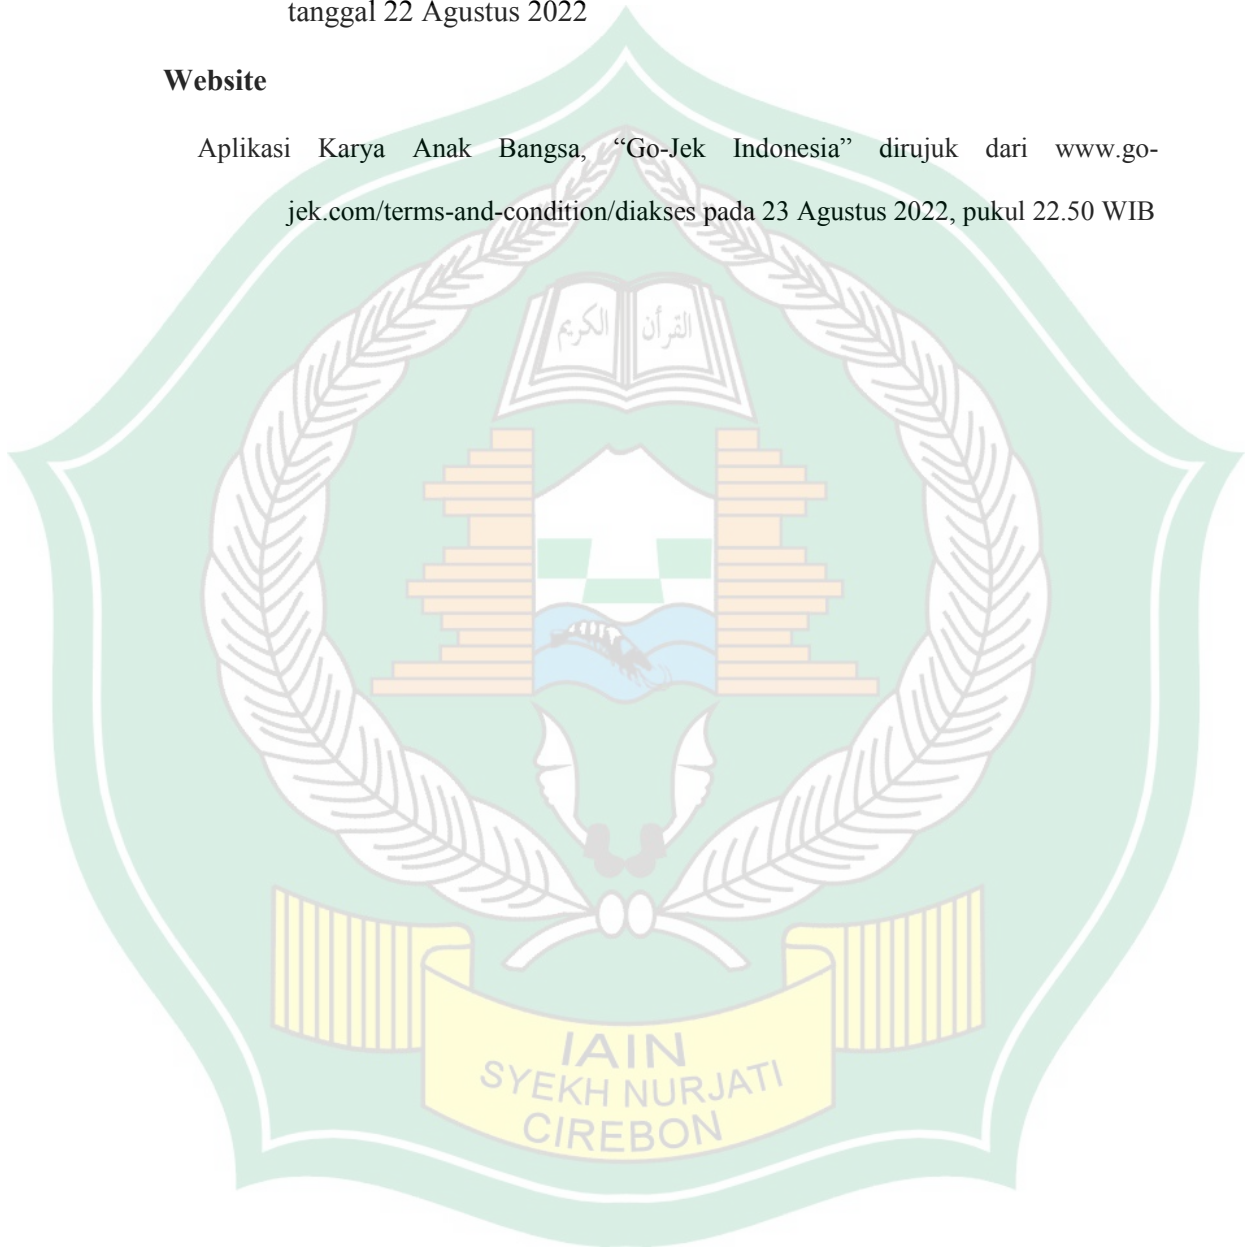 tanggal 22 Agustus 2022
Website
Aplikasi Karya Anak Bangsa, “Go-Jek Indonesia” dirujuk dari www.go-
jek.com/terms-and-condition/diakses pada 23 Agustus 2022, pukul 22.50 WIB
القرأن الكريم
IAIN
SYEKH NURJATI
CIREBON